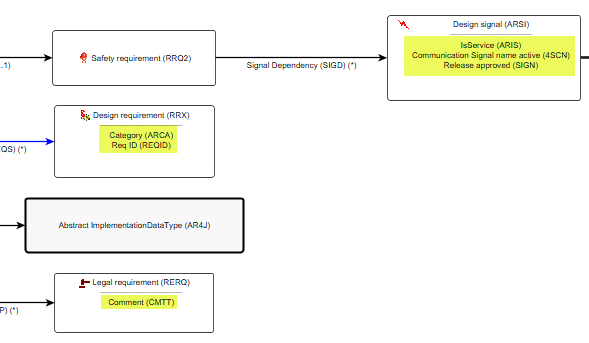 Design signal (ARSI)
IsService (ARIS)
Communication Signal name active (4SCN)
Release approved (SIGN)
Safety requirement (RRQ2)
..1)
Signal Dependency (SIGD) (*)
Design requirement (RRX)
Category (ARCA)
Req ID (REQID)
QS) (*)
Abstract ImplementationDataType (AR4J)
Legal requirement (RERQ)
Comment (CMTT)
P) (*)